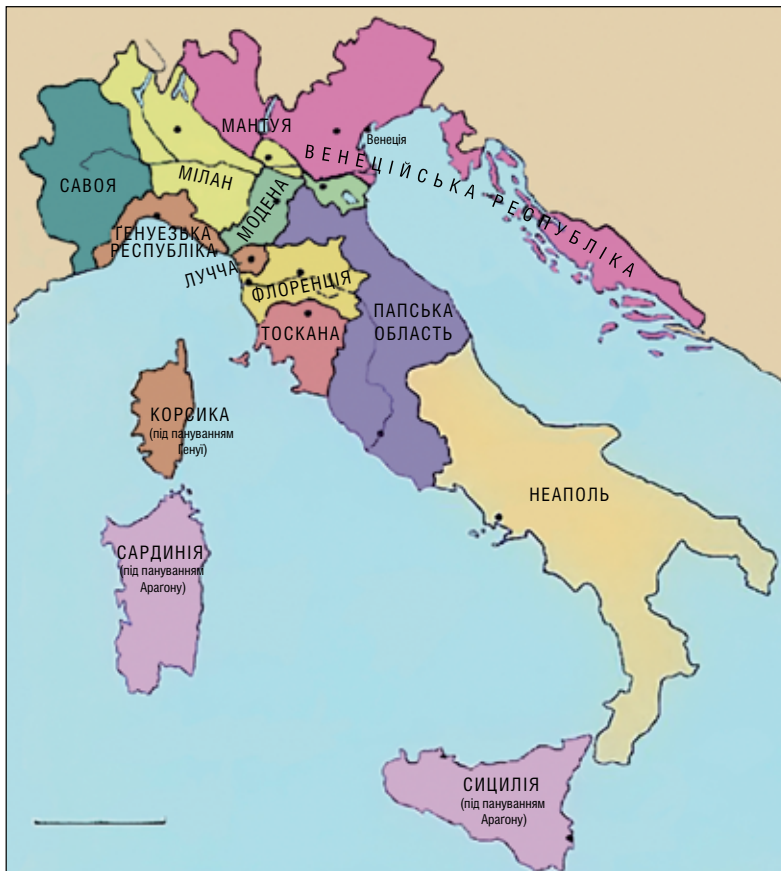 МАНТУЯ
Венеція
ВЕНЕЦІЙСЬКА РЕСПУБЛІКА
САВОЯ
МІЛАН
МОДЕНА
ГЕНУЕЗЬКА
РЕСПУБЛІКА
ЛУЧЧА
ФЛОРЕНЦІЯ
ПАПСЬКА
ОБЛАСТЬ
ТОСКАНА
КОРСИКА
(під пануванням
Генуї)
НЕАПОЛЬ
САРДИНІЯ
(під пануванням
Арагону)
СИЦИЛІЯ
(під пануванням
Арагону)